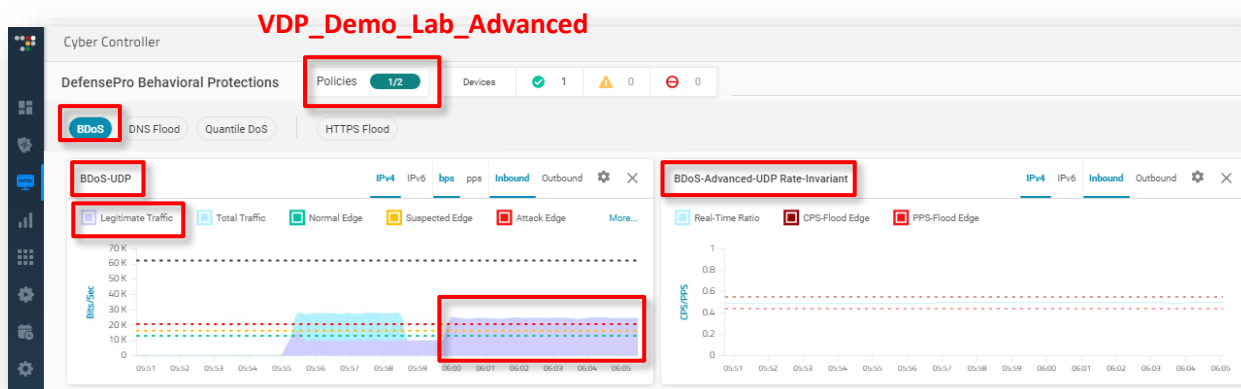 VDP_Demo_Lab_Advanced
Cyber Controller
DefensePro Behavioral Protections Policies 1/2 Devices 1 0 0
BDoS DNS Flood Quantile DoS HTTPS Flood
BDoS-UDP IPv4 IPv6 bps pps Inbound Outbound
Legitimate Traffic Total Traffic Normal Edge Suspected Edge Attack Edge More...
70 K
60 K
50 K
40 K
30 K
20 K
10 K
0
Bits/Sec
05:51 05:52 05:53 05:54 05:55 05:56 05:57 05:58 05:59 06:00 06:01 06:02 06:03 06:04 06:05
BDoS-Advanced-UDP Rate-Invariant IPv4 IPv6 Inbound Outbound
Real-Time Ratio CPS-Flood Edge PPS-Flood Edge
1
0.8
0.6
0.4
0.2
0
CPS/PPS
05:51 05:52 05:53 05:54 05:55 05:56 05:57 05:58 05:59 06:00 06:01 06:02 06:03 06:04 06:05